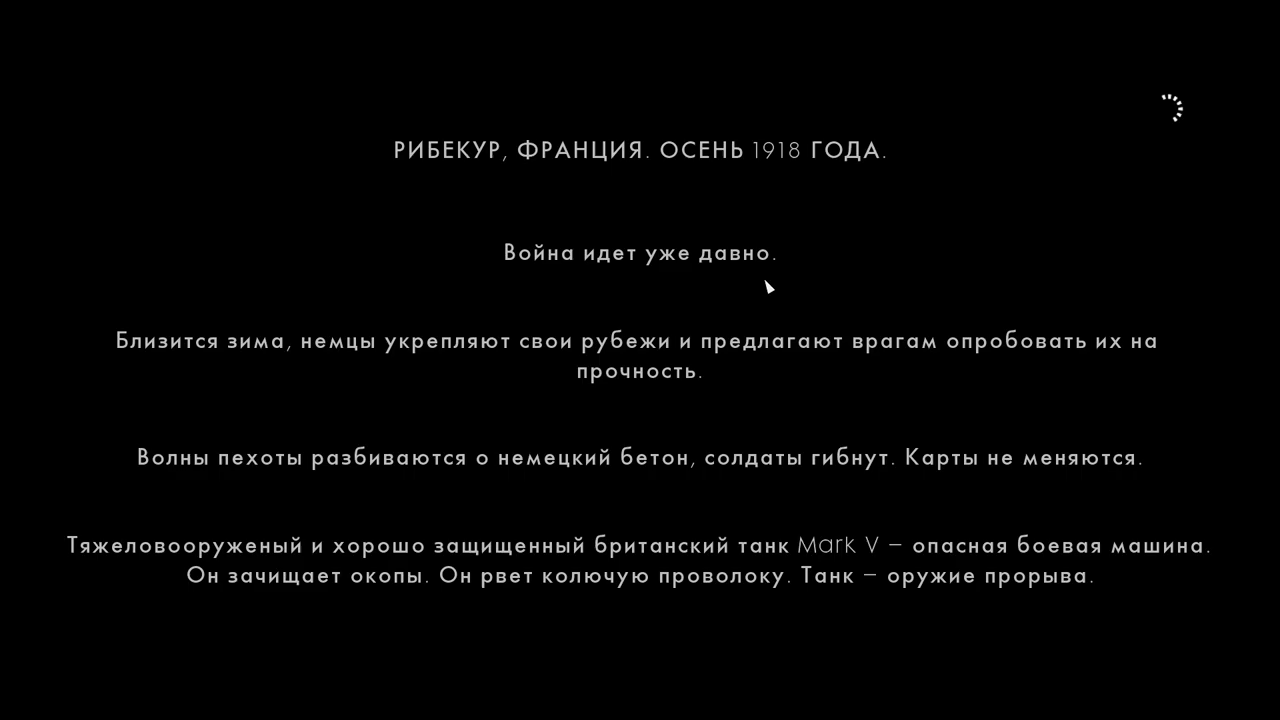 РИБЕКУР, ФРАНЦИЯ. ОСЕНЬ 1918 ГОДА.
Война идет уже давно.
Близится зима, немцы укрепляют свои рубежи и предлагают врагам опробовать их на
прочность.
Волны пехоты разбиваются о немецкий бетон, солдаты гибнут. Карты не меняются.
Тяжеловооруженый и хорошо защищенный британский танк Mark V – опасная боевая машина.
Он зачищает окопы. Он рвет колючую проволоку. Танк – оружие прорыва.